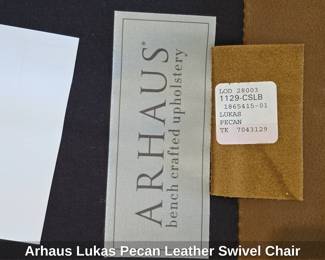 ARHAUS®
bench crafted upholstery
LOD 28003
1129-CSLB
1865415-01
LUKAS
PECAN
TK 7043129
Arhaus Lukas Pecan Leather Swivel Chair